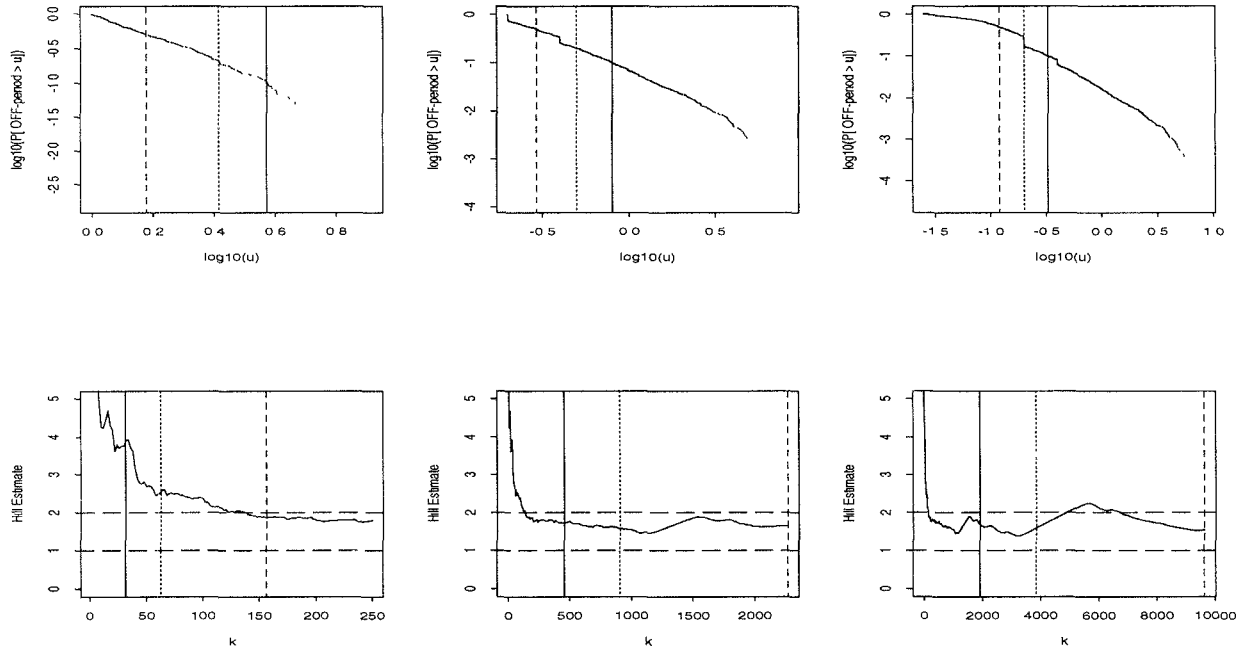 log10(P[ OFF-period > u])
0.0
-0.5
-1.0
-1.5
-2.0
-2.5
0.0 0.2 0.4 0.6 0.8
log10(u)
log10(P[ OFF-period > u])
0
-1
-2
-3
-4
-0.5 0.0 0.5
log10(u)
log10(P[ OFF-period > u])
0
-1
-2
-3
-4
-1.5 -1.0 -0.5 0.0 0.5 1.0
log10(u)
Hill Estimate
5
4
3
2
1
0
0 50 100 150 200 250
k
Hill Estimate
5
4
3
2
1
0
0 500 1000 1500 2000
k
Hill Estimate
5
4
3
2
1
0
0 2000 4000 6000 8000 10000
k